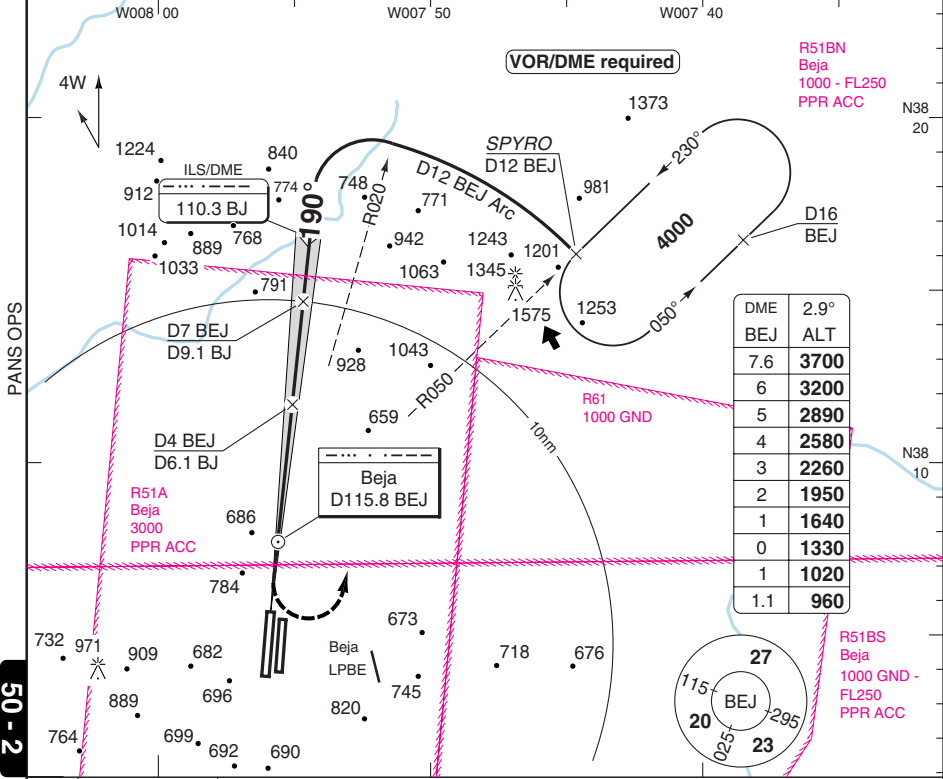 W008 00
W007 50
W007 40
VOR/DME required
R51BN
Beja
1000 - FL250
PPR ACC
4W
1373
N38
20
SPYRO
D12 BEJ
230°
1224
840
ILS/DME
912
774
748
981
110.3 BJ
190°
R020
D12 BEJ Arc
771
4000
D16
BEJ
1014
889
768
942
1243
1201
1033
1063
1345
791
1575
1253
050°
D7 BEJ
D9.1 BJ
928
1043
R050
R61
1000 GND
PANS OPS
659
10nm
D4 BEJ
D6.1 BJ
Beja
D115.8 BEJ
N38
10
R51A
Beja
3000
PPR ACC
686
784
DME 2.9°
BEJ ALT
7.6 3700
6 3200
5 2890
4 2580
3 2260
2 1950
1 1640
0 1330
1 1020
1.1 960
673
732
971
909
682
Beja
LPBE
718
676
696
745
889
820
764
699
692
690
R51BS
Beja
1000 GND -
FL250
PPR ACC
27
115
BEJ
295
20
025
23
50 - 2